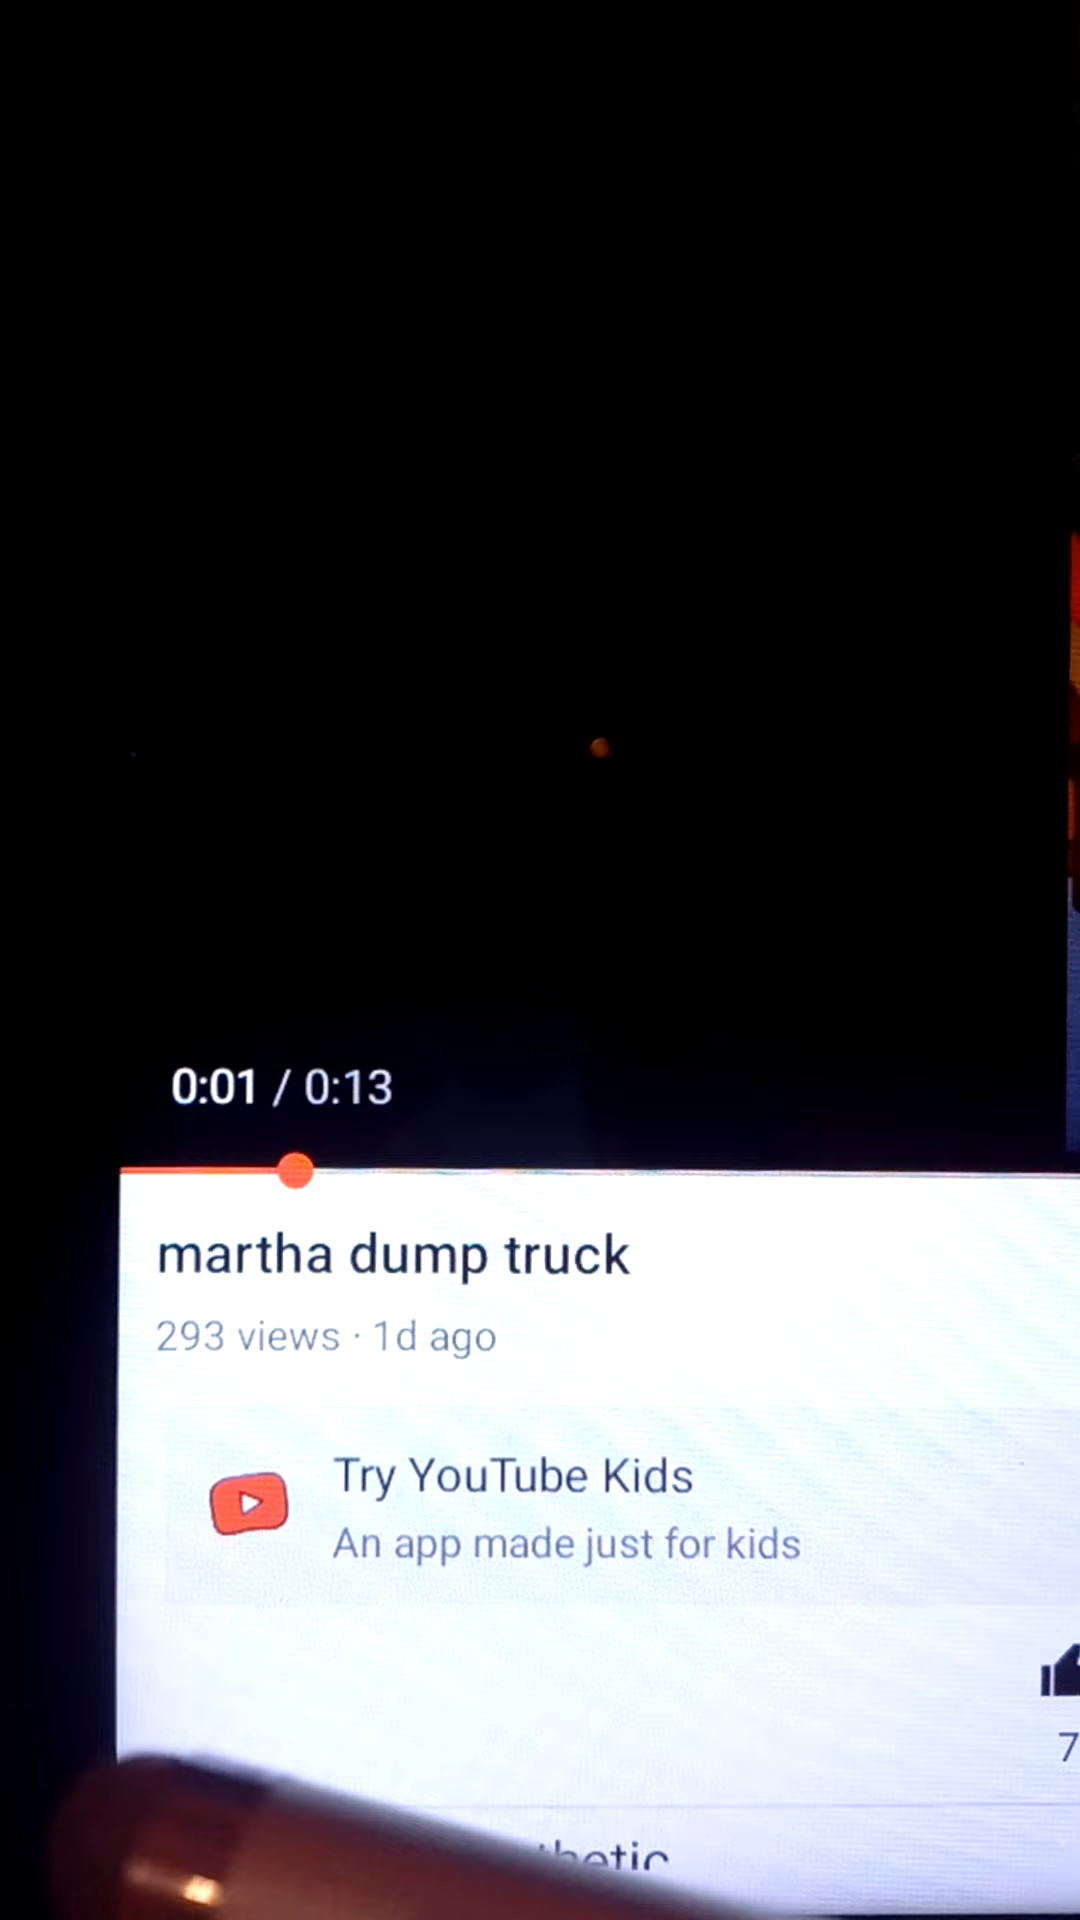 0:01 / 0:13
martha dump truck
293 views · 1d ago
Try YouTube Kids
An app made just for kids
7